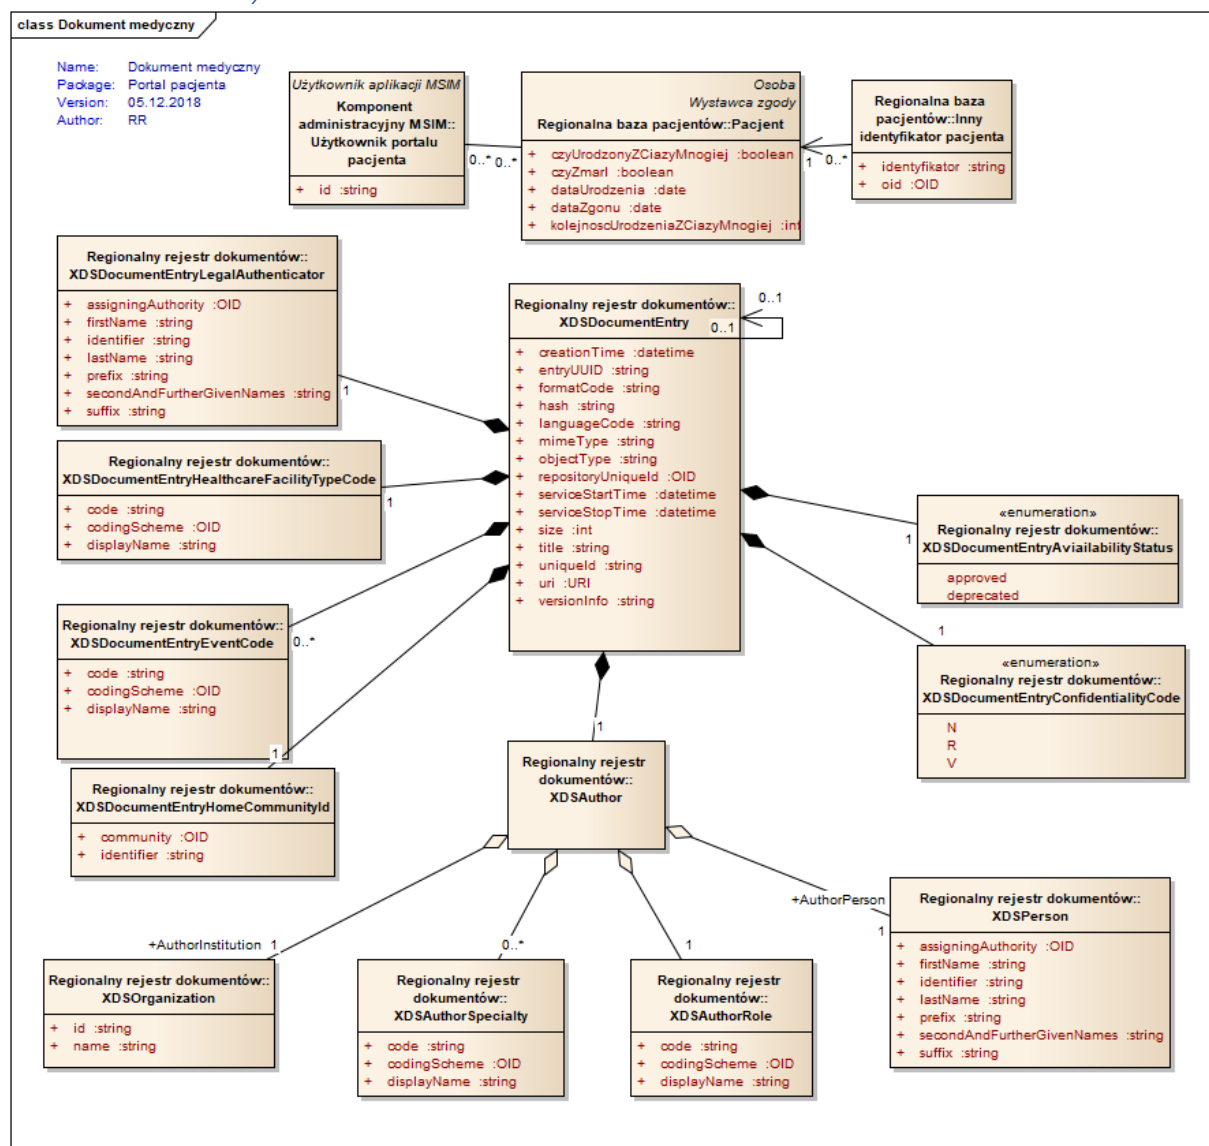 class Dokument medyczny
Name: Dokument medyczny
Package: Portal pacjenta
Version: 05.12.2018
Author: RR
Użytkownik aplikacji MSIM
Komponent
administracyjny MSIM::
Użytkownik portalu
pacjenta
+ id :string
0..*
0..*
Osoba
Wystawca zgody
Regionalna baza pacjentów::Pacjent
+ czyUrodzonyZCiazyMnogiej :boolean
+ czyZmarl :boolean
+ dataUrodzenia :date
+ dataZgonu :date
+ kolejnoscUrodzeniaZCiazyMnogiej :int
1
0..*
Regionalna baza
pacjentów::Inny
identyfikator pacjenta
+ identyfikator :string
+ oid :OID
Regionalny rejestr dokumentów::
XDSDocumentEntryLegalAuthenticator
+ assigningAuthority :OID
+ firstName :string
+ identifier :string
+ lastName :string
+ prefix :string
+ secondAndFurtherGivenNames :string
+ suffix :string
1
Regionalny rejestr dokumentów::
XDSDocumentEntry
+ creationTime :datetime
+ entryUUID :string
+ formatCode :string
+ hash :string
+ languageCode :string
+ mimeType :string
+ objectType :string
+ repositoryUniqueId :OID
+ serviceStartTime :datetime
+ serviceStopTime :datetime
+ size :int
+ title :string
+ uniqueId :string
+ uri :URI
+ versionInfo :string
0..1
0..1
Regionalny rejestr dokumentów::
XDSDocumentEntryHealthcareFacilityTypeCode
+ code :string
+ codingScheme :OID
+ displayName :string
1
«enumeration»
Regionalny rejestr dokumentów::
XDSDocumentEntryAviailabilityStatus
approved
deprecated
1
Regionalny rejestr dokumentów::
XDSDocumentEntryEventCode
+ code :string
+ codingScheme :OID
+ displayName :string
0..*
1
«enumeration»
Regionalny rejestr dokumentów::
XDSDocumentEntryConfidentialityCode
N
R
V
1
Regionalny rejestr dokumentów::
XDSDocumentEntryHomeCommunityId
+ community :OID
+ identifier :string
1
Regionalny rejestr
dokumentów::
XDSAuthor
+AuthorInstitution 1
0..*
1
+AuthorPerson
1
Regionalny rejestr dokumentów::
XDSOrganization
+ id :string
+ name :string
Regionalny rejestr
dokumentów::
XDSAuthorSpecialty
+ code :string
+ codingScheme :OID
+ displayName :string
Regionalny rejestr
dokumentów::
XDSAuthorRole
+ code :string
+ codingScheme :OID
+ displayName :string
Regionalny rejestr dokumentów::
XDSPerson
+ assigningAuthority :OID
+ firstName :string
+ identifier :string
+ lastName :string
+ prefix :string
+ secondAndFurtherGivenNames :string
+ suffix :string